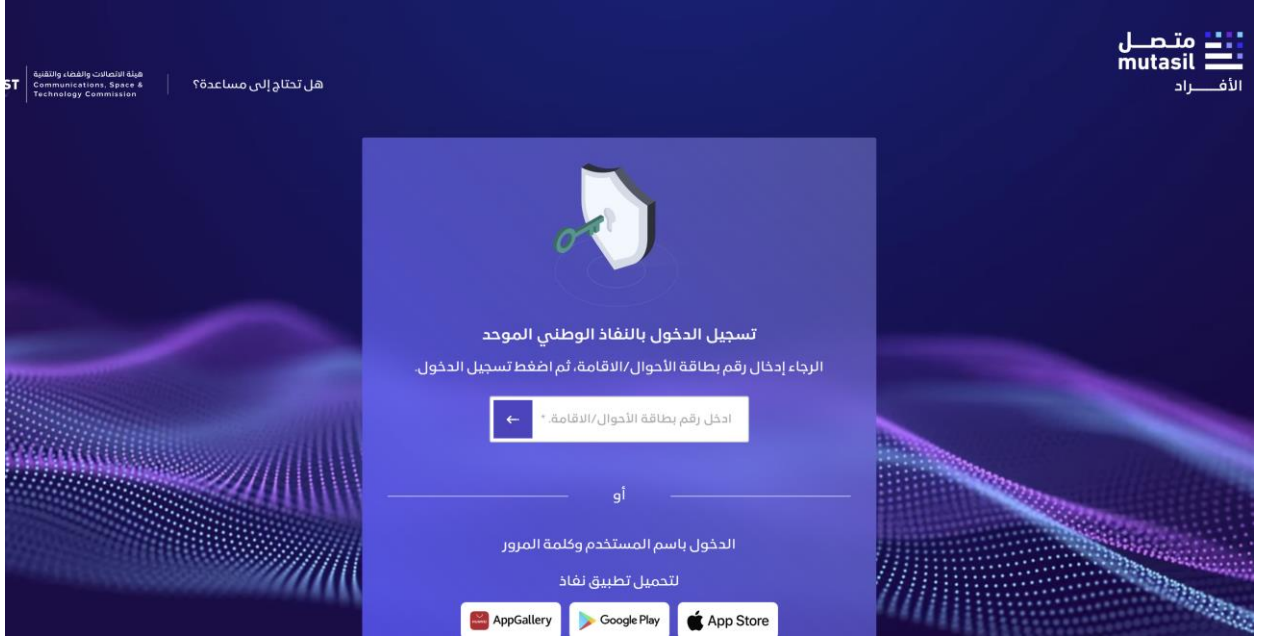 متصل
mutasil
الأفـــراد
هل تحتاج إلى مساعدة؟
هيئة الاتصالات والفضاء والتقنية
Communications, Space &
Technology Commission
ST
تسجيل الدخول بالنفاذ الوطني الموحد
الرجاء إدخال رقم بطاقة الأحوال/الاقامة، ثم اضغط تسجيل الدخول.
ادخل رقم بطاقة الأحوال/الاقامة. *
أو
الدخول باسم المستخدم وكلمة المرور
لتحميل تطبيق نفاذ
AppGallery Google Play App Store